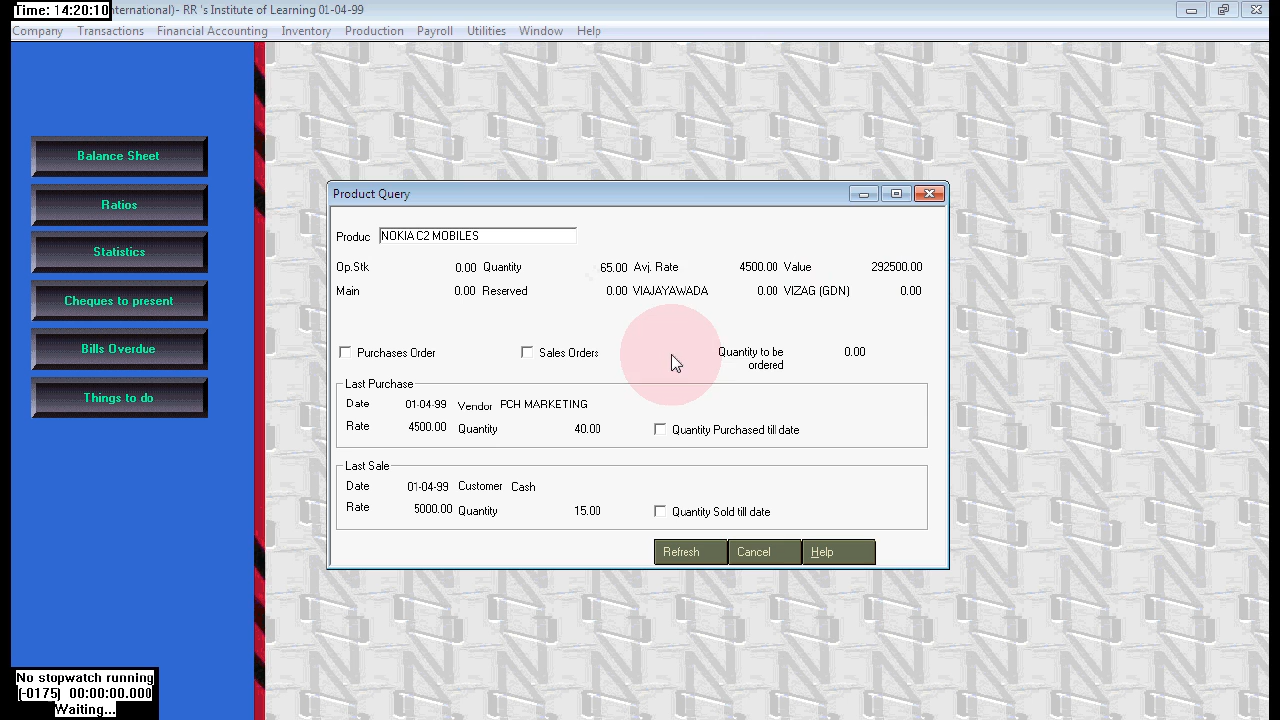 Time: 14:20:10 nternational)- RR 's Institute of Learning 01-04-99
Company Transactions Financial Accounting Inventory Production Payroll Utilities Window Help
Balance Sheet
Ratios
Statistics
Cheques to present
Bills Overdue
Things to do
Product Query
Produc NOKIA C2 MOBILES
Op.Stk 0.00 Quantity 65.00 Avj. Rate 4500.00 Value 292500.00
Main 0.00 Reserved 0.00 VIAJAYAWADA 0.00 VIZAG (GDN) 0.00
Purchases Order Sales Orders Quantity to be 0.00
ordered
Last Purchase
Date 01-04-99 Vendor PCH MARKETING
Rate 4500.00 Quantity 40.00 Quantity Purchased till date
Last Sale
Date 01-04-99 Customer Cash
Rate 5000.00 Quantity 15.00 Quantity Sold till date
Refresh Cancel Help
No stopwatch running
[-0175] 00:00:00.000
Waiting...